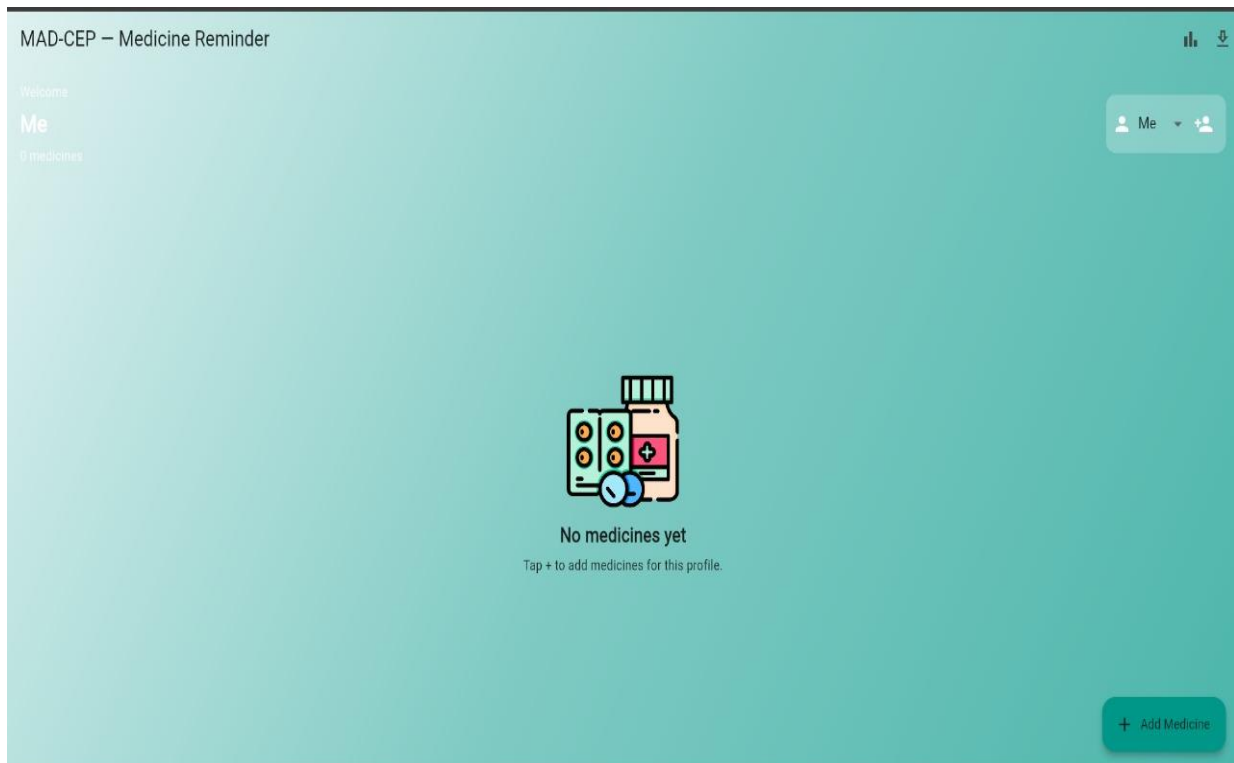 MAD-CEP — Medicine Reminder
Welcome
Me
0 medicines
Me
No medicines yet
Tap + to add medicines for this profile.
+ Add Medicine